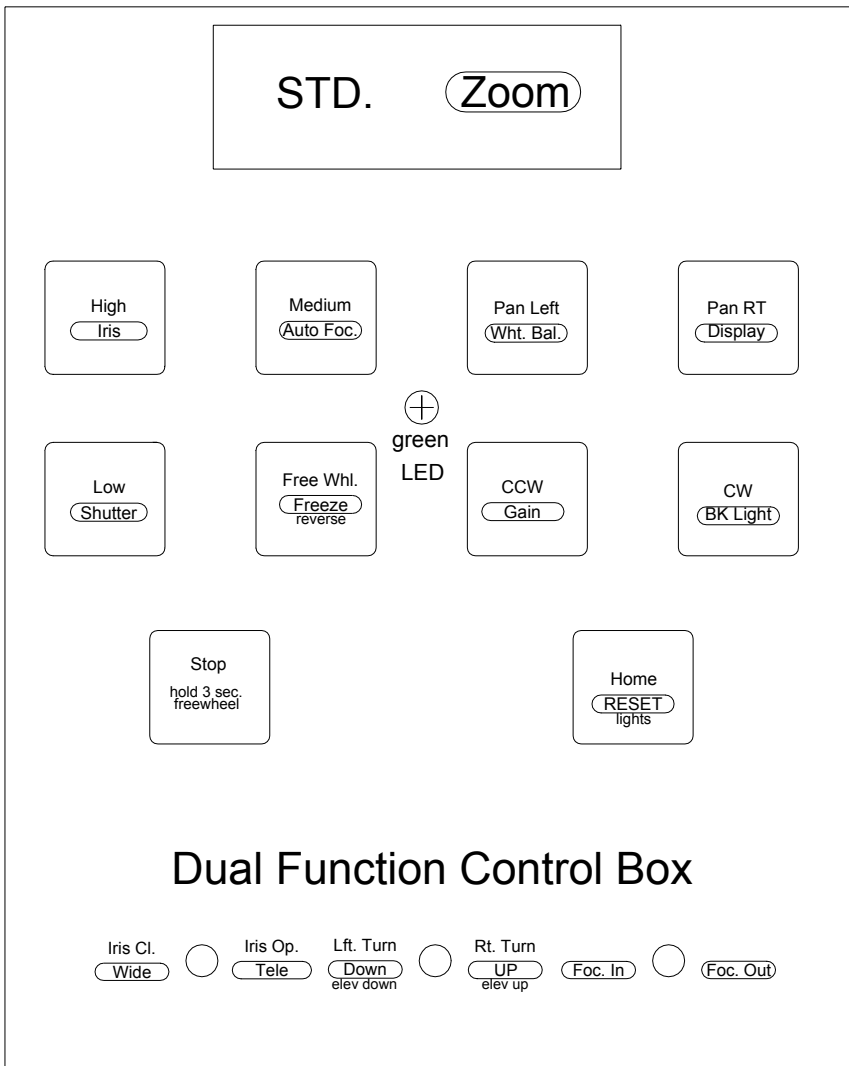 STD. Zoom
High
Iris
Medium
Auto Foc.
Pan Left
Wht. Bal.
Pan RT
Display
green
LED
Low
Shutter
Free Whl.
Freeze
reverse
CCW
Gain
CW
BK Light
Stop
hold 3 sec.
freewheel
Home
RESET
lights
Dual Function Control Box
Iris Cl.
Wide
Iris Op.
Tele
Lft. Turn
Down
elev down
Rt. Turn
UP
elev up
Foc. In
Foc. Out